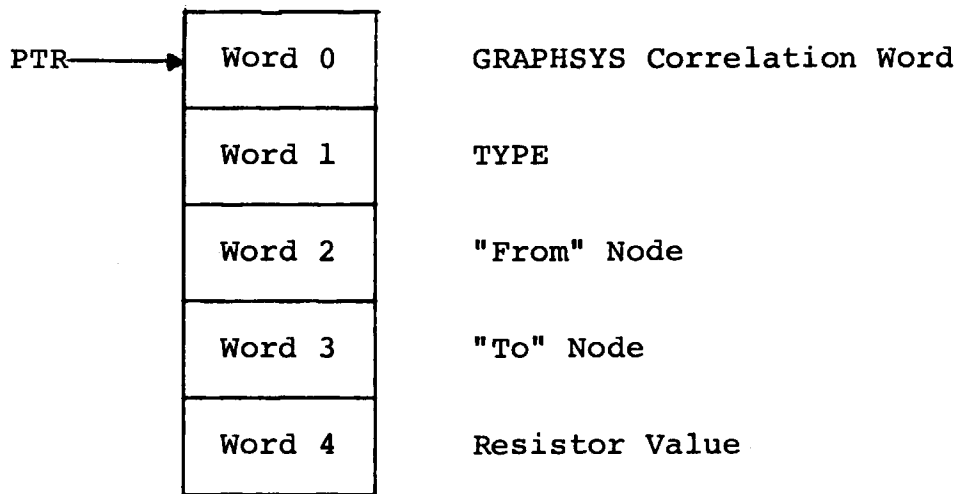 PTR Word 0 GRAPHSYS Correlation Word
Word 1 TYPE
Word 2 "From" Node
Word 3 "To" Node
Word 4 Resistor Value